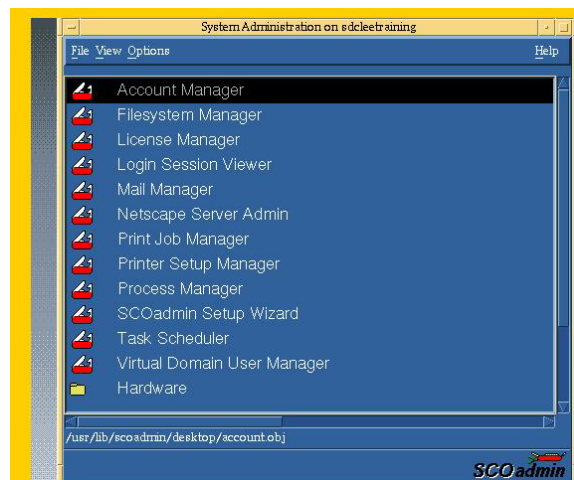 System Administration on sdcleetraining
File View Options Help
Account Manager
Filesystem Manager
License Manager
Login Session Viewer
Mail Manager
Netscape Server Admin
Print Job Manager
Printer Setup Manager
Process Manager
SCOadmin Setup Wizard
Task Scheduler
Virtual Domain User Manager
Hardware
/usr/lib/scoadmin/desktop/account.obj
SCO admin